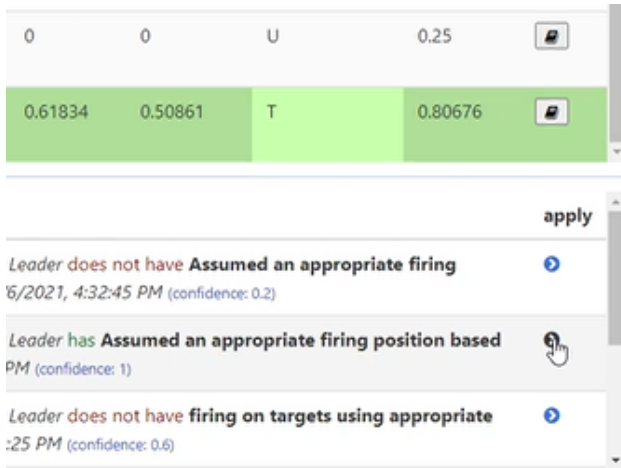 0 0 U 0.25
0.61834 0.50861 T 0.80676
apply
Leader does not have Assumed an appropriate firing
'6/2021, 4:32:45 PM (confidence: 0.2)
Leader has Assumed an appropriate firing position based
PM (confidence: 1)
Leader does not have firing on targets using appropriate
:25 PM (confidence: 0.6)